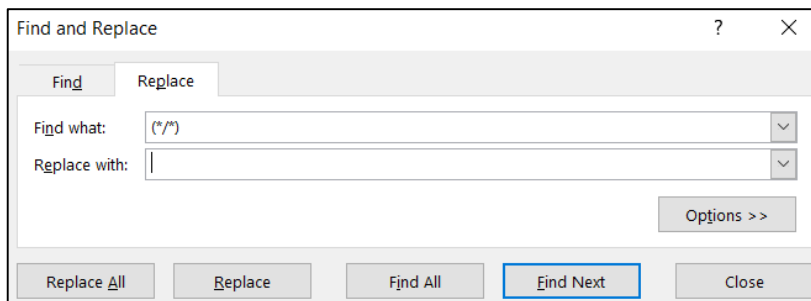 Find and Replace ?
Find Replace
Find what: (*/*)
Replace with:
Options >>
Replace All Replace Find All Find Next Close